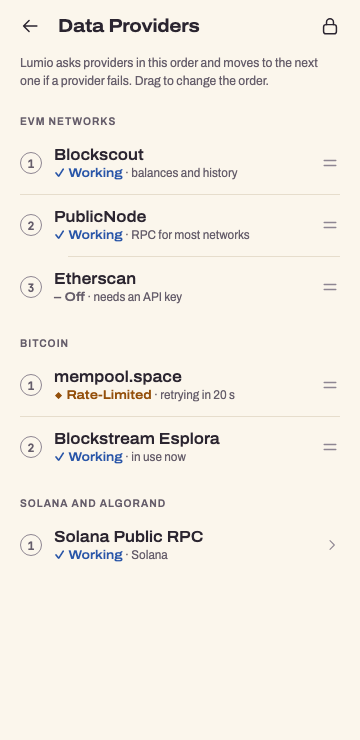 Data Providers
Lumio asks providers in this order and moves to the next
one if a provider fails. Drag to change the order.
EVM NETWORKS
1 Blockscout
✓ Working · balances and history
2 PublicNode
✓ Working · RPC for most networks
3 Etherscan
– Off · needs an API key
BITCOIN
1 mempool.space
◆ Rate-Limited · retrying in 20 s
2 Blockstream Esplora
✓ Working · in use now
SOLANA AND ALGORAND
1 Solana Public RPC
✓ Working · Solana